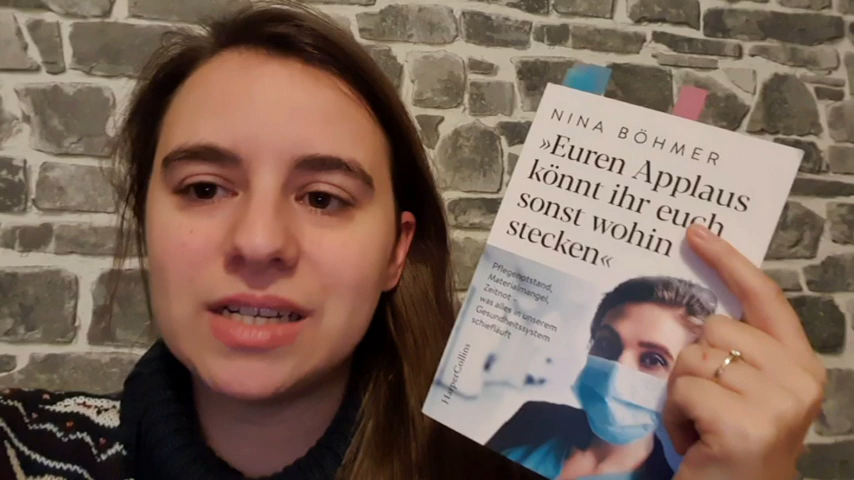 NINA BÖHMER
»Euren Applaus
könnt ihr euch
sonst wohin
stecken«
Pflegenotstand,
Materialmangel,
Zeitnot –
was alles in unserem
Gesundheitssystem
schiefläuft
HarperCollins